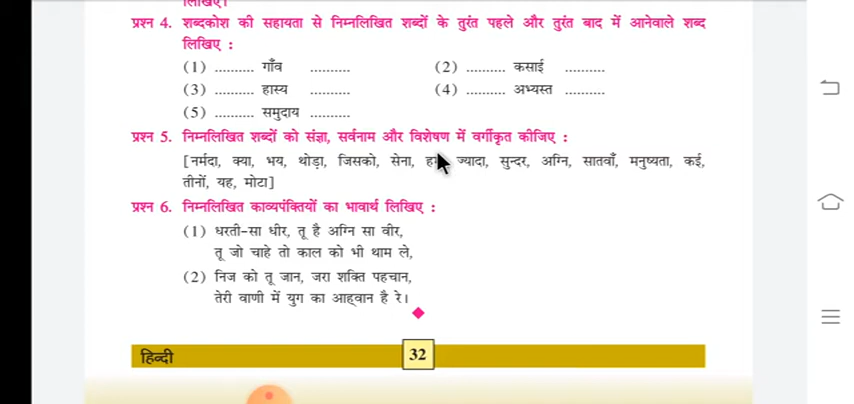 लिखिए।
प्रश्न 4. शब्दकोश की सहायता से निम्नलिखित शब्दों के तुरंत पहले और तुरंत बाद में आनेवाले शब्द
लिखिए :
(1) .......... गाँव .......... (2) .......... कसाई ..........
(3) .......... हास्य .......... (4) .......... अभ्यस्त ..........
(5) .......... समुदाय ..........
प्रश्न 5. निम्नलिखित शब्दों को संज्ञा, सर्वनाम और विशेषण में वर्गीकृत कीजिए :
[नर्मदा, क्या, भय, थोड़ा, जिसको, सेना, ज्यादा, सुन्दर, अग्नि, सातवाँ, मनुष्यता, कई,
तीनों, यह, मोटा]
प्रश्न 6. निम्नलिखित काव्यपंक्तियों का भावार्थ लिखिए :
(1) धरती-सा धीर, तू है अग्नि सा वीर,
तू जो चाहे तो काल को भी थाम ले,
(2) निज को तू जान, जरा शक्ति पहचान,
तेरी वाणी में युग का आह्वान है रे।
हिन्दी 32